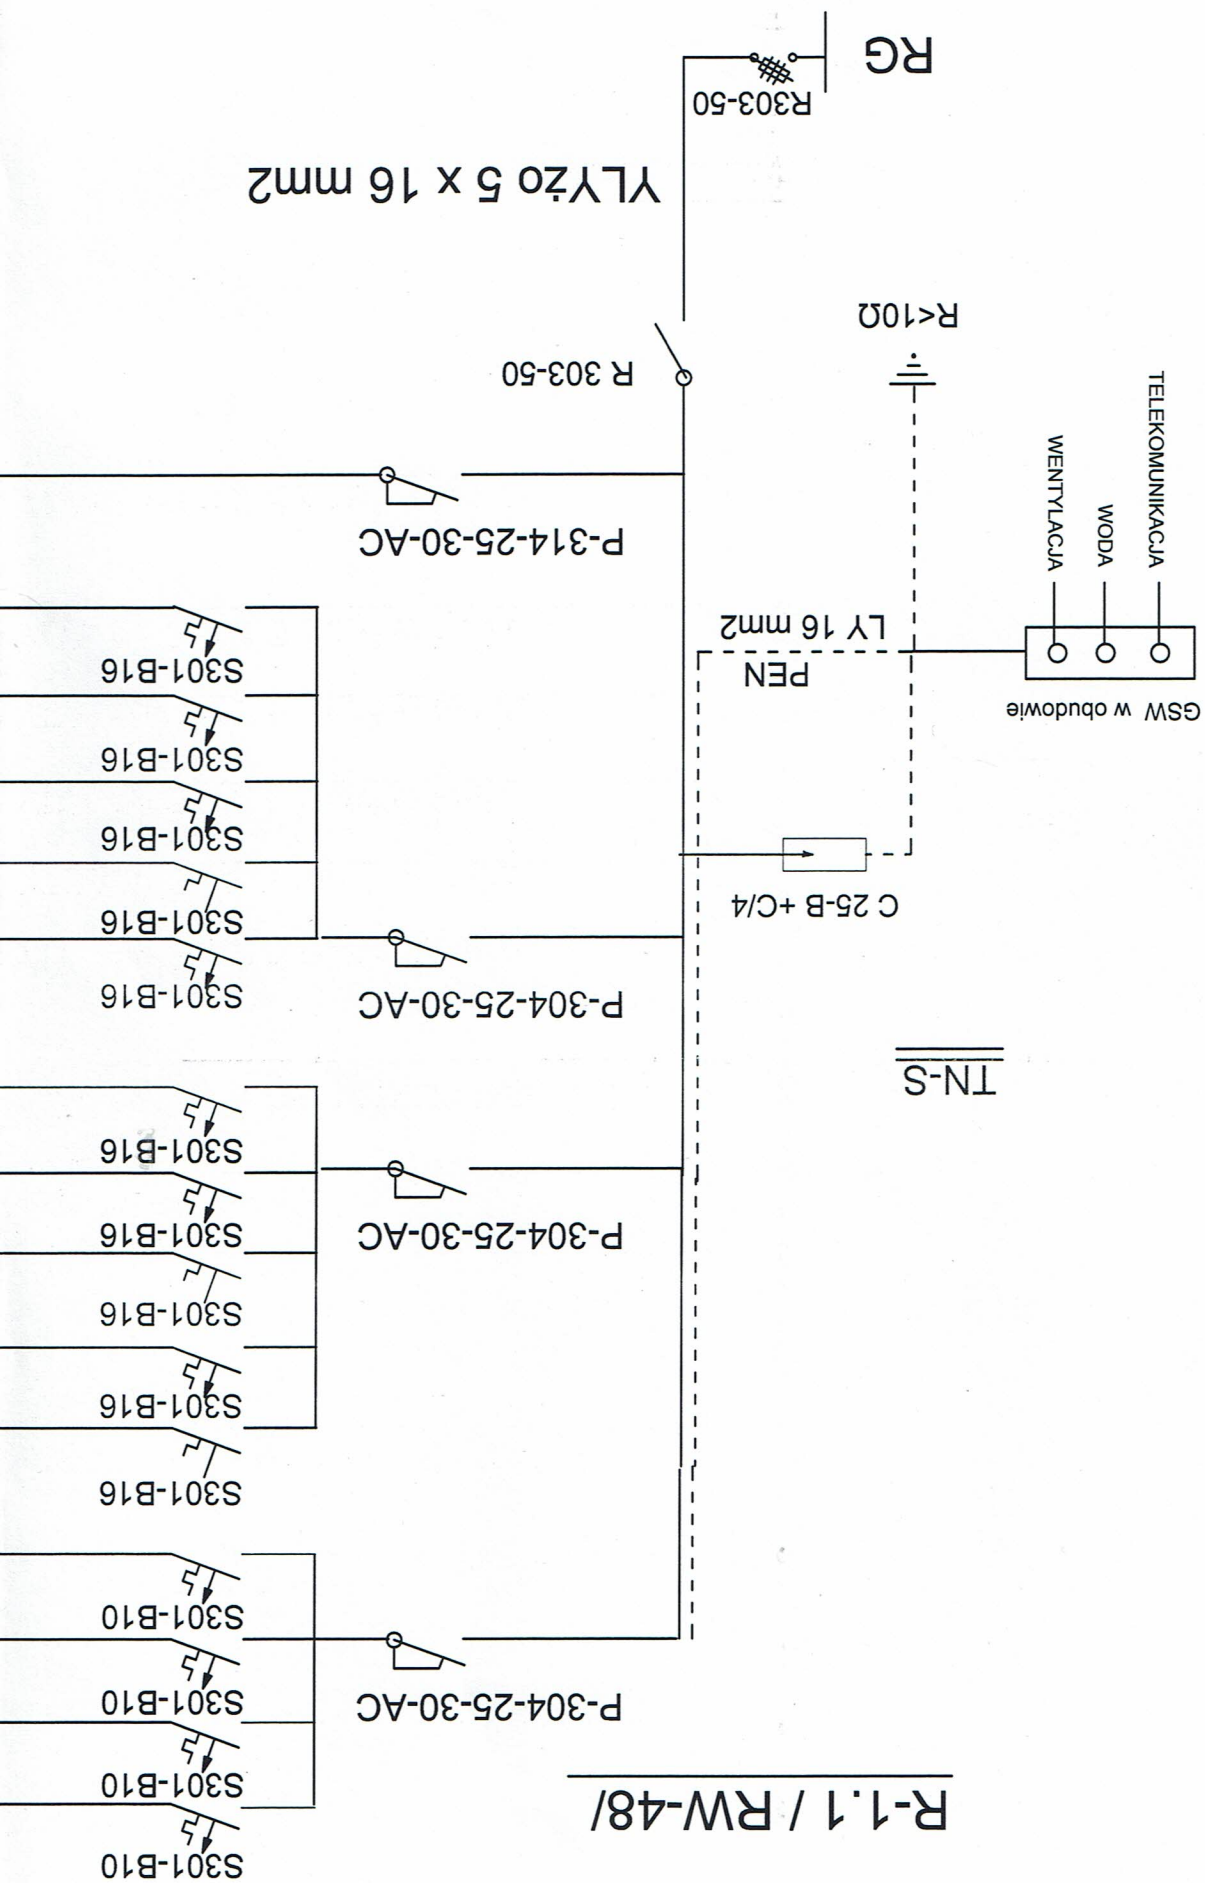 R-1.1 / RW-48/
S301-B10
S301-B10
S301-B10
S301-B10
P-304-25-30-AC
S301-B16
S301-B16
S301-B16
S301-B16
S301-B16
P-304-25-30-AC
TN-S
S301-B16
S301-B16
S301-B16
S301-B16
S301-B16
P-304-25-30-AC
C 25-B +C/4
GSW w obudowie
PEN
LY 16 mm2
TELEKOMUNIKACJA
WODA
WENTYLACJA
P-314-25-30-AC
R 303-50
R<10Ω
YLYżo 5 x 16 mm2
R303-50
RG